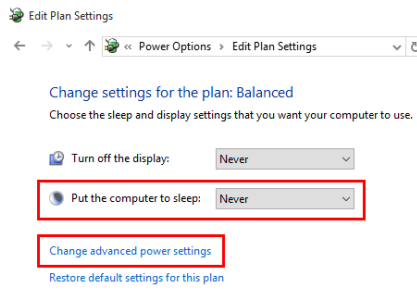 Edit Plan Settings
« Power Options › Edit Plan Settings
Change settings for the plan: Balanced
Choose the sleep and display settings that you want your computer to use.
Turn off the display: Never
Put the computer to sleep: Never
Change advanced power settings
Restore default settings for this plan